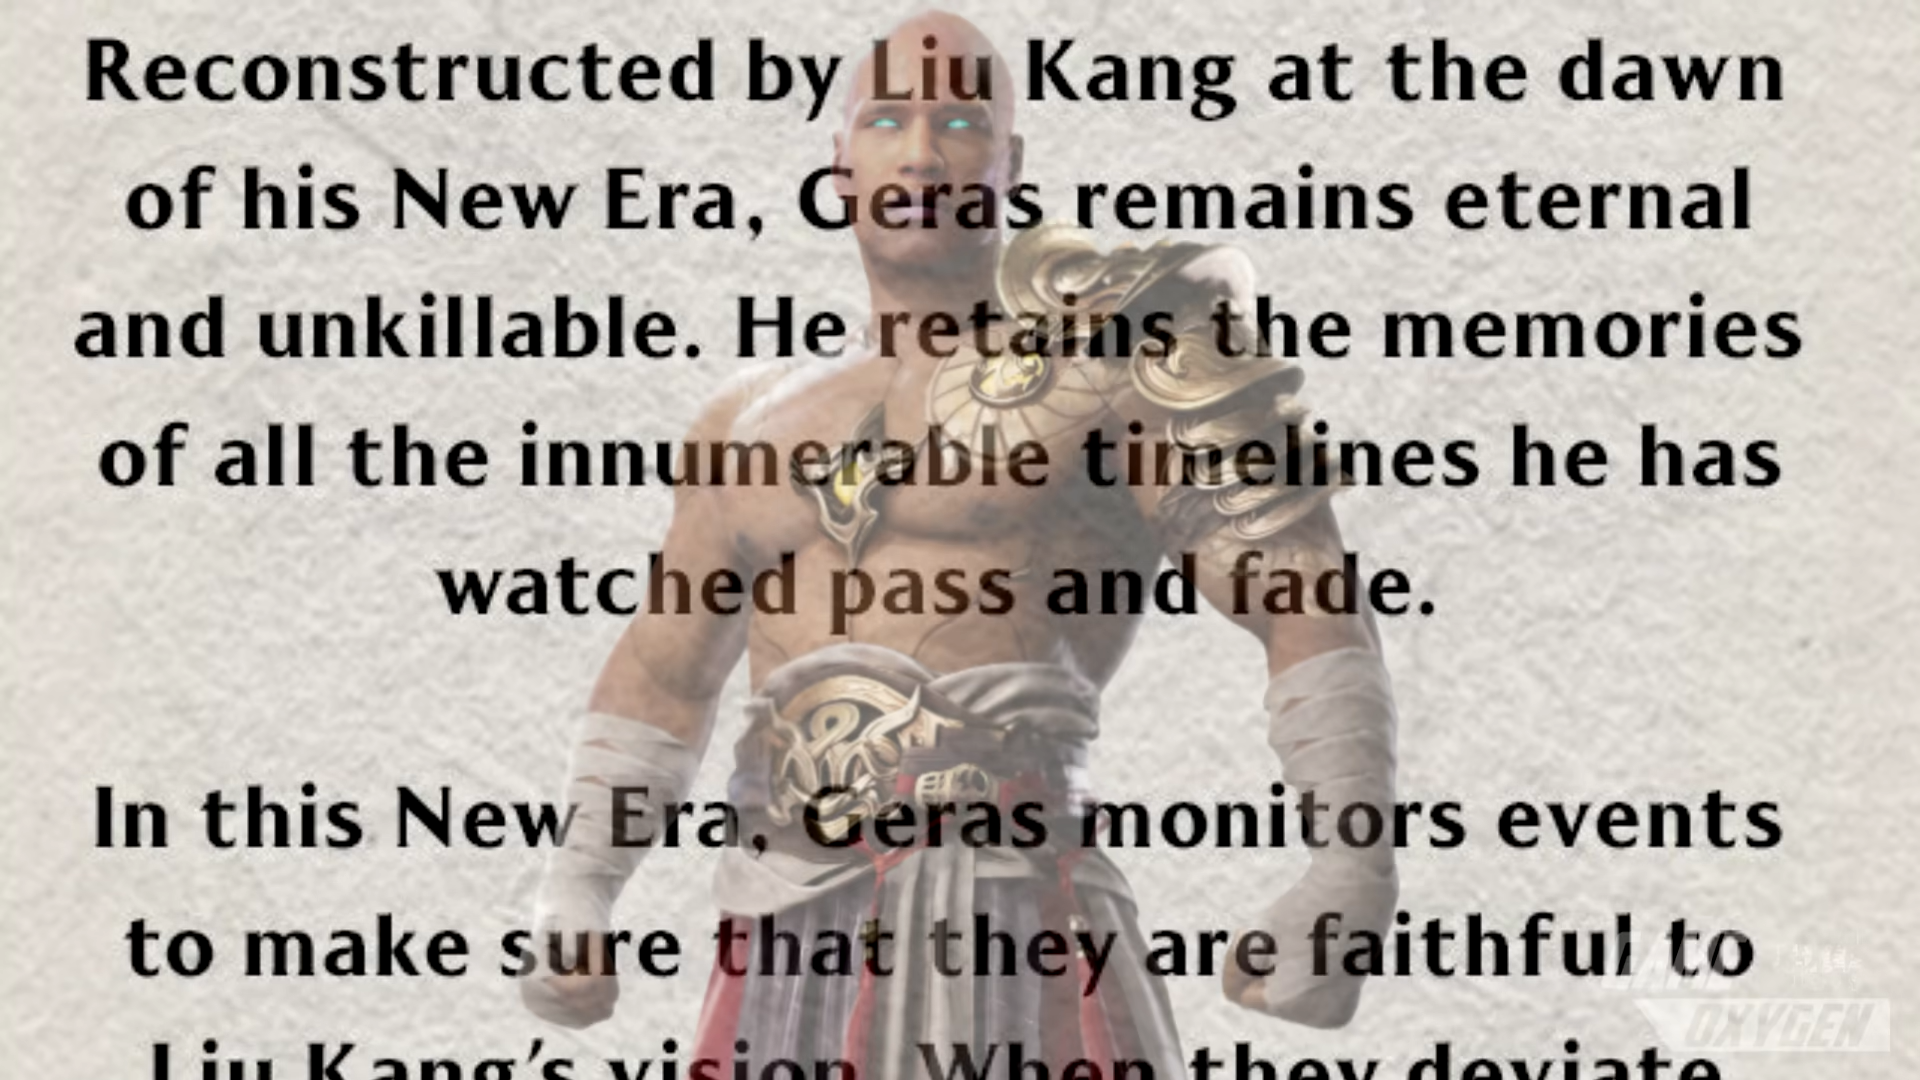 Reconstructed by Liu Kang at the dawn
of his New Era, Geras remains eternal
and unkillable. He retains the memories
of all the innumerable timelines he has
watched pass and fade.
In this New Era, Geras monitors events
to make sure that they are faithful to
Liu Kang’s vision. When they deviate
OXYGEN